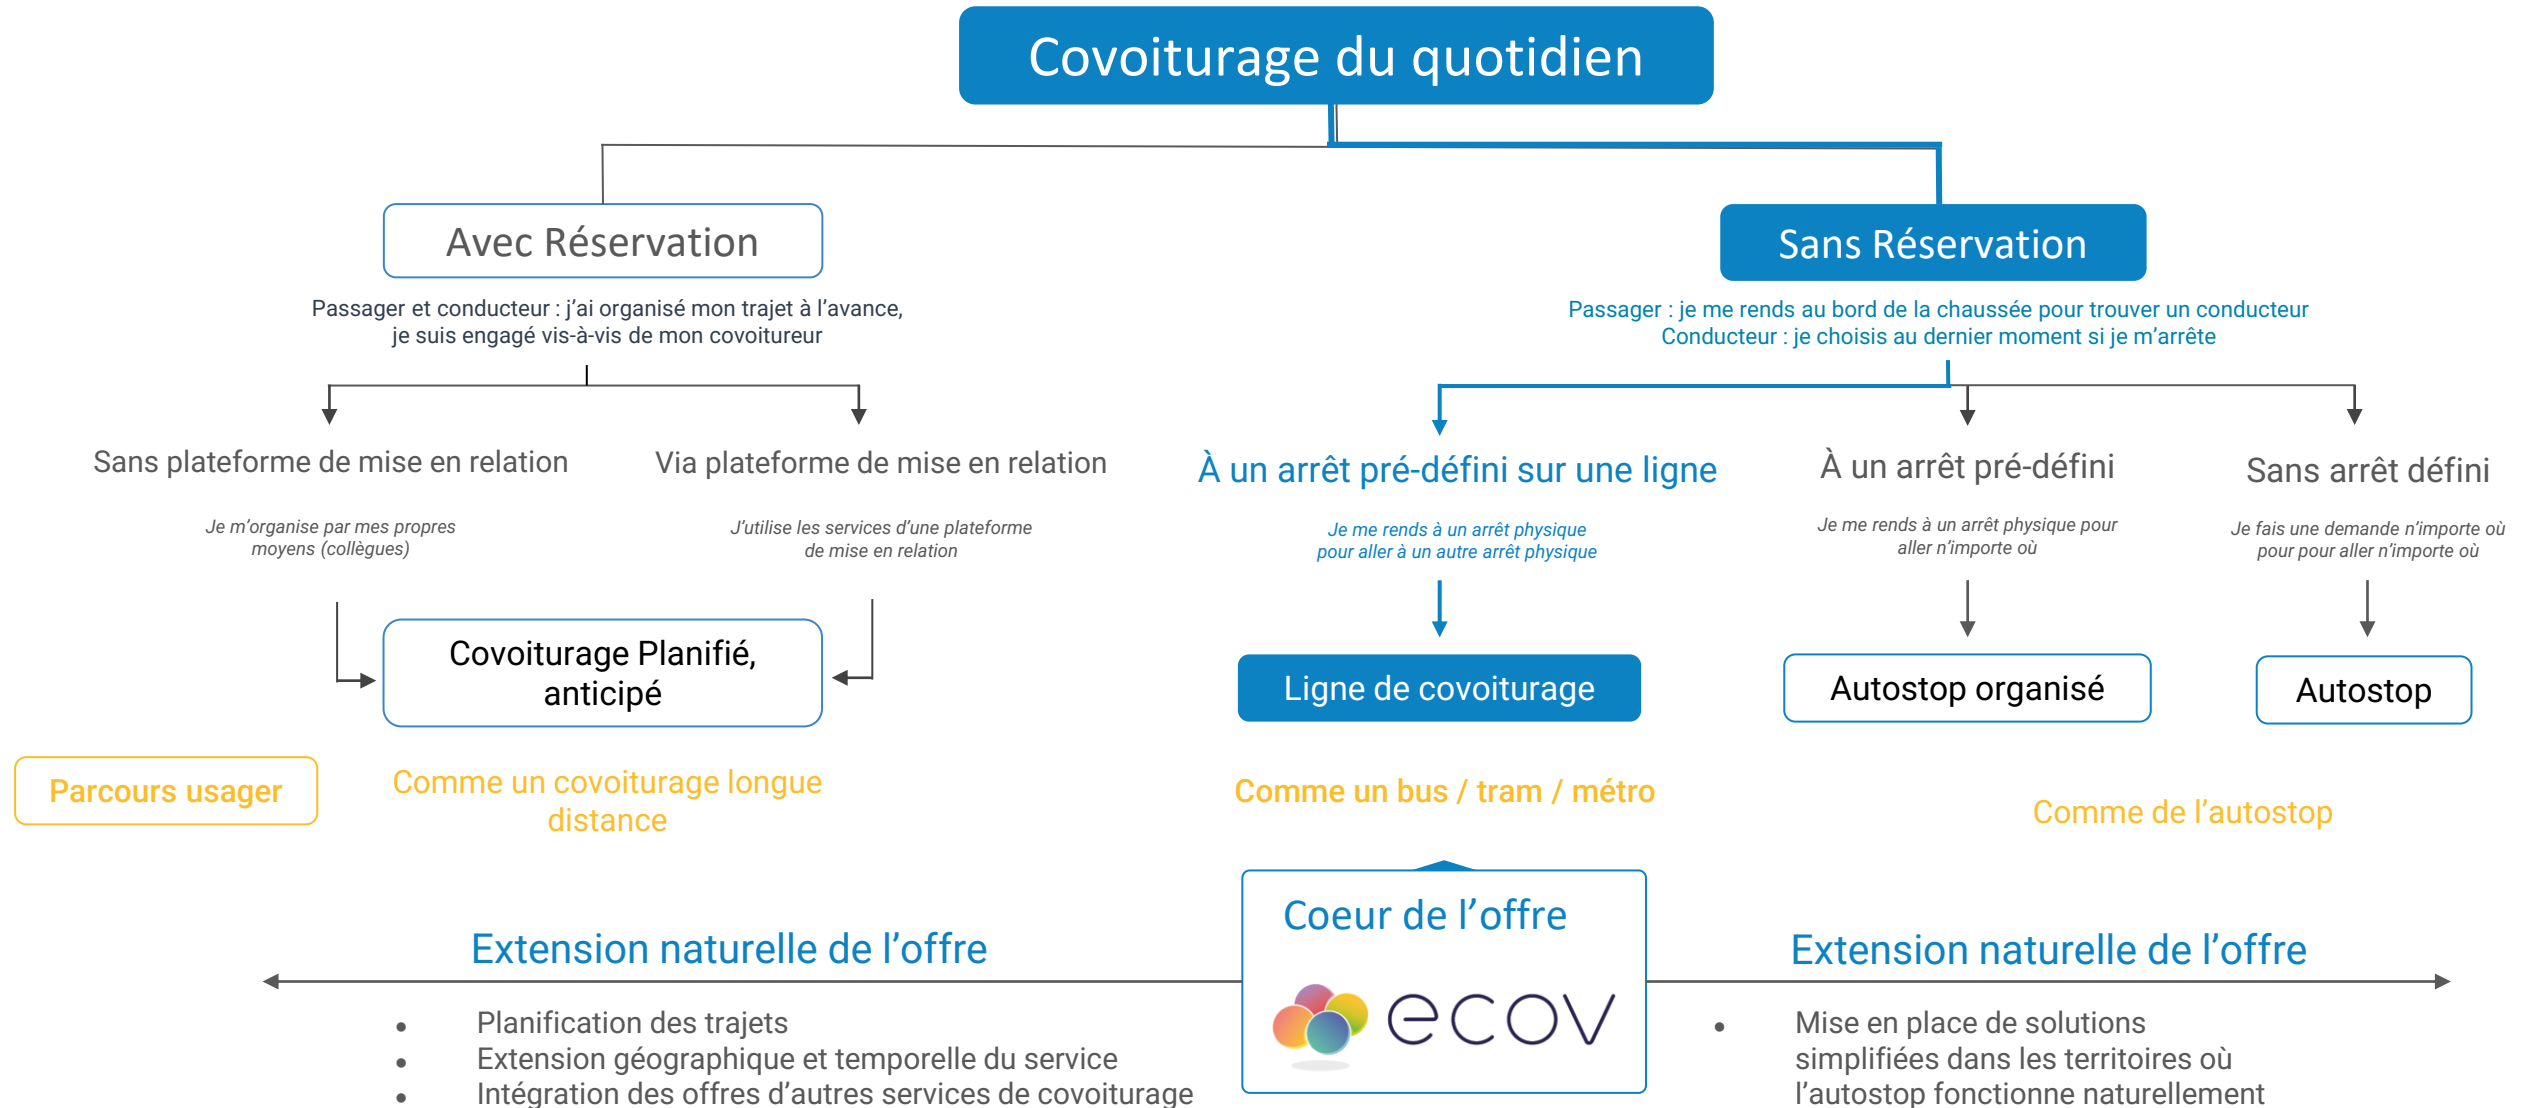 Covoiturage du quotidien
Avec Réservation
Passager et conducteur : j’ai organisé mon trajet à l’avance,
je suis engagé vis-à-vis de mon covoitureur
Sans Réservation
Passager : je me rends au bord de la chaussée pour trouver un conducteur
Conducteur : je choisis au dernier moment si je m’arrête
Sans plateforme de mise en relation
Je m’organise par mes propres
moyens (collègues)
Via plateforme de mise en relation
J’utilise les services d’une plateforme
de mise en relation
À un arrêt pré-défini sur une ligne
Je me rends à un arrêt physique
pour aller à un autre arrêt physique
À un arrêt pré-défini
Je me rends à un arrêt physique pour
aller n’importe où
Sans arrêt défini
Je fais une demande n’importe où
pour pour aller n’importe où
Covoiturage Planifié,
anticipé
Ligne de covoiturage
Autostop organisé
Autostop
Parcours usager
Comme un covoiturage longue
distance
Comme un bus / tram / métro
Comme de l’autostop
Extension naturelle de l’offre
• Planification des trajets
• Extension géographique et temporelle du service
• Intégration des offres d’autres services de covoiturage
Coeur de l’offre
ecov
Extension naturelle de l’offre
• Mise en place de solutions
simplifiées dans les territoires où
l’autostop fonctionne naturellement